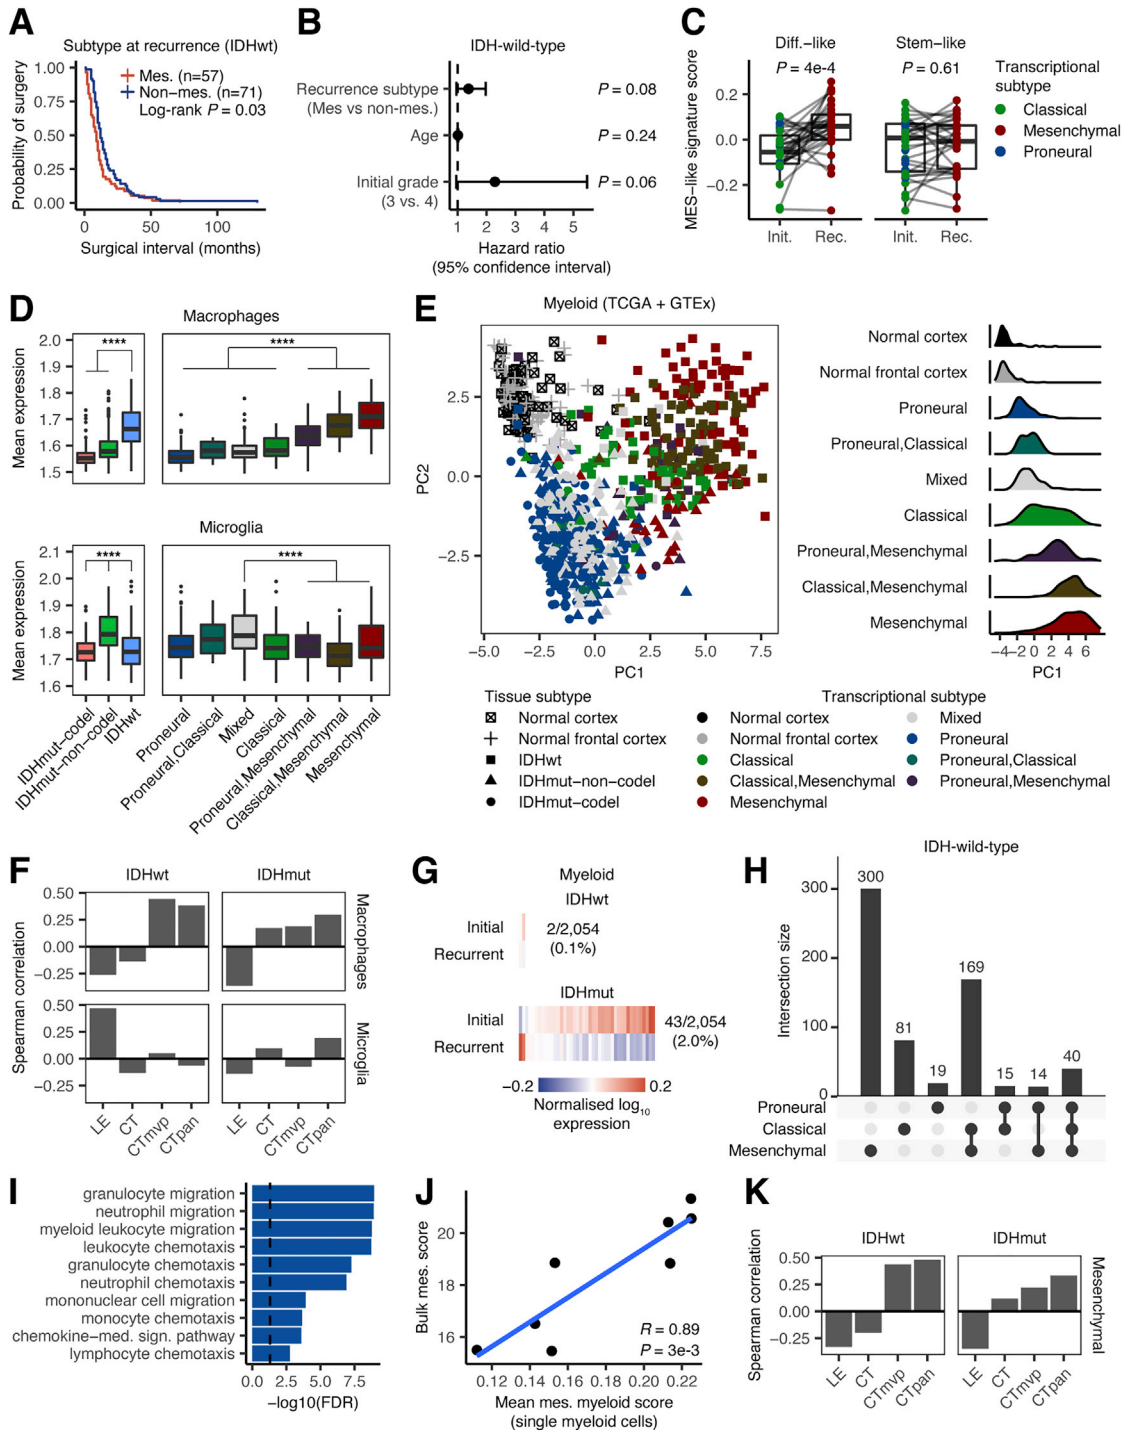 A
Subtype at recurrence (IDHwt)
1.00
0.75
0.50
0.25
0.00
Probability of surgery
Mes. (n=57)
Non-mes. (n=71)
Log-rank P = 0.03
0
50
100
Surgical interval (months)
B
IDH-wild-type
Recurrence subtype
(Mes vs non-mes.)
P = 0.08
Age
P = 0.24
Initial grade
(3 vs. 4)
P = 0.06
1 2 3 4 5
Hazard ratio
(95% confidence interval)
C
Diff.-like
Stem-like
P = 4e-4
P = 0.61
MES-like signature score
0.2
0.0
−0.2
Init. Rec. Init. Rec.
Transcriptional
subtype
Classical
Mesenchymal
Proneural
D
Macrophages
Mean expression
2.0
1.9
1.8
1.7
1.6
1.5
****
****
Microglia
Mean expression
2.1
2.0
1.9
1.8
1.7
1.6
****
****
IDHmut-codel
IDHmut-non-codel
IDHwt
Proneural
Proneural,Classical
Mixed
Classical
Proneural,Mesenchymal
Classical,Mesenchymal
Mesenchymal
E
Myeloid (TCGA + GTEx)
PC2
2.5
0.0
−2.5
−5.0 −2.5 0.0 2.5 5.0 7.5
PC1
Normal cortex
Normal frontal cortex
Proneural
Proneural,Classical
Mixed
Classical
Proneural,Mesenchymal
Classical,Mesenchymal
Mesenchymal
−4−2 0 2 4 6
PC1
Tissue subtype
Normal cortex
Normal frontal cortex
IDHwt
IDHmut-non-codel
IDHmut-codel
Transcriptional subtype
Normal cortex
Normal frontal cortex
Classical
Classical,Mesenchymal
Mesenchymal
Mixed
Proneural
Proneural,Classical
Proneural,Mesenchymal
F
IDHwt
IDHmut
Spearman correlation
0.50
0.25
0.00
−0.25
Macrophages
0.50
0.25
0.00
−0.25
Microglia
LE CT CTmvp CTpan LE CT CTmvp CTpan
G
Myeloid
IDHwt
Initial
Recurrent
2/2,054
(0.1%)
IDHmut
Initial
Recurrent
43/2,054
(2.0%)
−0.2 0.2
Normalised log10
expression
H
IDH-wild-type
Intersection size
300
200
100
0
300
81
19
169
15
14
40
Proneural
Classical
Mesenchymal
I
granulocyte migration
neutrophil migration
myeloid leukocyte migration
leukocyte chemotaxis
granulocyte chemotaxis
neutrophil chemotaxis
mononuclear cell migration
monocyte chemotaxis
chemokine-med. sign. pathway
lymphocyte chemotaxis
0.0 2.5 5.0 7.5
−log10(FDR)
J
Bulk mes. score
20
18
16
R = 0.89
P = 3e-3
0.12 0.14 0.16 0.18 0.20 0.22
Mean mes. myeloid score
(single myeloid cells)
K
IDHwt
IDHmut
Spearman correlation
0.50
0.25
0.00
−0.25
Mesenchymal
LE CT CTmvp CTpan LE CT CTmvp CTpan